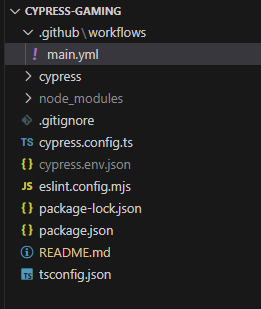 CYPRESS-GAMING
.github\workflows
! main.yml
cypress
node_modules
.gitignore
TS cypress.config.ts
{} cypress.env.json
JS eslint.config.mjs
{} package-lock.json
{} package.json
README.md
TS tsconfig.json